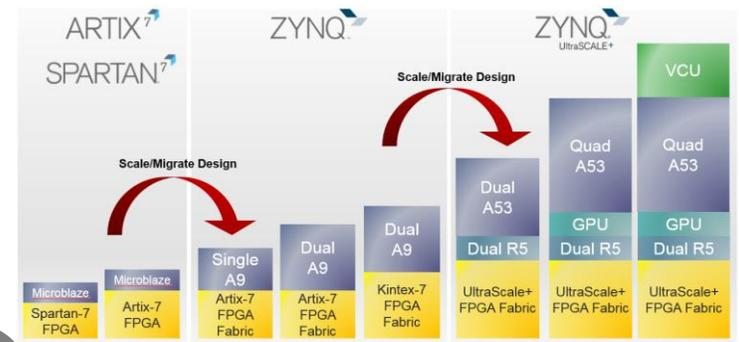 ARTIX 7
SPARTAN 7
Microblaze
Spartan-7
FPGA
Microblaze
Artix-7
FPGA
Scale/Migrate Design
ZYNQ
Single
A9
Artix-7
FPGA
Fabric
Dual
A9
Artix-7
FPGA
Fabric
Dual
A9
Kintex-7
FPGA
Fabric
Scale/Migrate Design
ZYNQ
UltraSCALE+
Dual
A53
Dual R5
UltraScale+
FPGA Fabric
Quad
A53
GPU
Dual R5
UltraScale+
FPGA Fabric
VCU
Quad
A53
GPU
Dual R5
UltraScale+
FPGA Fabric